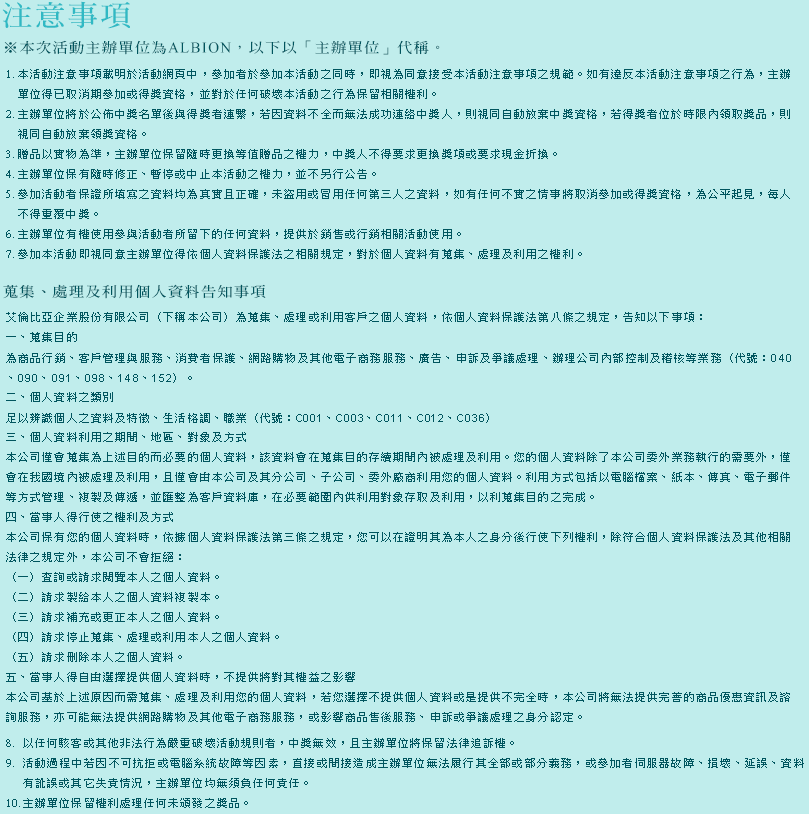 注意事項
※本次活動主辦單位為ALBION，以下以「主辦單位」代稱。
1.本活動注意事項載明於活動網頁中，參加者於參加本活動之同時，即視為同意接受本活動注意事項之規範。如有違反本活動注意事項之行為，主辦
單位得已取消期參加或得獎資格，並對於任何破壞本活動之行為保留相關權利。
2.主辦單位將於公佈中獎名單後與得獎者連繫，若因資料不全而無法成功連絡中獎人，則視同自動放棄中獎資格，若得獎者位於時限內領取獎品，則
視同自動放棄領獎資格。
3.贈品以實物為準，主辦單位保留隨時更換等值贈品之權力，中獎人不得要求更換獎項或要求現金折換。
4.主辦單位保有隨時修正、暫停或中止本活動之權力，並不另行公告。
5.參加活動者保證所填寫之資料均為真實且正確，未盜用或冒用任何第三人之資料，如有任何不實之情事將取消參加或得獎資格，為公平起見，每人
不得重覆中獎。
6.主辦單位有權使用參與活動者所留下的任何資料，提供於銷售或行銷相關活動使用。
7.參加本活動即視同意主辦單位得依個人資料保護法之相關規定，對於個人資料有蒐集、處理及利用之權利。
蒐集、處理及利用個人資料告知事項
艾倫比亞企業股份有限公司（下稱本公司）為蒐集、處理或利用客戶之個人資料，依個人資料保護法第八條之規定，告知以下事項：
一、蒐集目的
為商品行銷、客戶管理與服務、消費者保護、網路購物及其他電子商務服務、廣告、申訴及爭議處理、辦理公司內部控制及稽核等業務（代號：040
、090、091、098、148、152）。
二、個人資料之類別
足以辨識個人之資料及特徵、生活格調、職業（代號：C001、C003、C011、C012、C036）
三、個人資料利用之期間、地區、對象及方式
本公司僅會蒐集為上述目的而必要的個人資料，該資料會在蒐集目的存續期間內被處理及利用。您的個人資料除了本公司委外業務執行的需要外，僅
會在我國境內被處理及利用，且僅會由本公司及其分公司、子公司、委外廠商利用您的個人資料。利用方式包括以電腦檔案、紙本、傳真、電子郵件
等方式管理、複製及傳遞，並匯整為客戶資料庫，在必要範圍內供利用對象存取及利用，以利蒐集目的之完成。
四、當事人得行使之權利及方式
本公司保有您的個人資料時，依據個人資料保護法第三條之規定，您可以在證明其為本人之身分後行使下列權利，除符合個人資料保護法及其他相關
法律之規定外，本公司不會拒絕：
（一）查詢或請求閱覽本人之個人資料。
（二）請求製給本人之個人資料複製本。
（三）請求補充或更正本人之個人資料。
（四）請求停止蒐集、處理或利用本人之個人資料。
（五）請求刪除本人之個人資料。
五、當事人得自由選擇提供個人資料時，不提供將對其權益之影響
本公司基於上述原因而需蒐集、處理及利用您的個人資料，若您選擇不提供個人資料或是提供不完全時，本公司將無法提供完善的商品優惠資訊及諮
詢服務，亦可能無法提供網路購物及其他電子商務服務，或影響商品售後服務、申訴或爭議處理之身分認定。
8. 以任何駭客或其他非法行為嚴重破壞活動規則者，中獎無效，且主辦單位將保留法律追訴權。
9. 活動過程中若因不可抗拒或電腦系統故障等因素，直接或間接造成主辦單位無法履行其全部或部分義務，或參加者伺服器故障、損壞、延誤、資料
有訛誤或其它失責情況，主辦單位均無須負任何責任。
10.主辦單位保留權利處理任何未頒發之獎品。